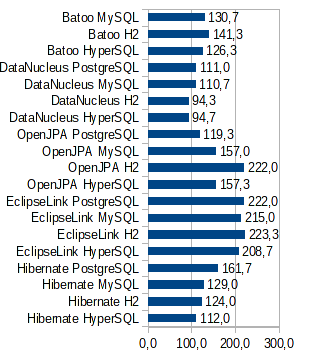 Batoo MySQL 130,7
Batoo H2 141,3
Batoo HyperSQL 126,3
DataNucleus PostgreSQL 111,0
DataNucleus MySQL 110,7
DataNucleus H2 94,3
DataNucleus HyperSQL 94,7
OpenJPA PostgreSQL 119,3
OpenJPA MySQL 157,0
OpenJPA H2 222,0
OpenJPA HyperSQL 157,3
EclipseLink PostgreSQL 222,0
EclipseLink MySQL 215,0
EclipseLink H2 223,3
EclipseLink HyperSQL 208,7
Hibernate PostgreSQL 161,7
Hibernate MySQL 129,0
Hibernate H2 124,0
Hibernate HyperSQL 112,0
0,0 100,0 200,0 300,0